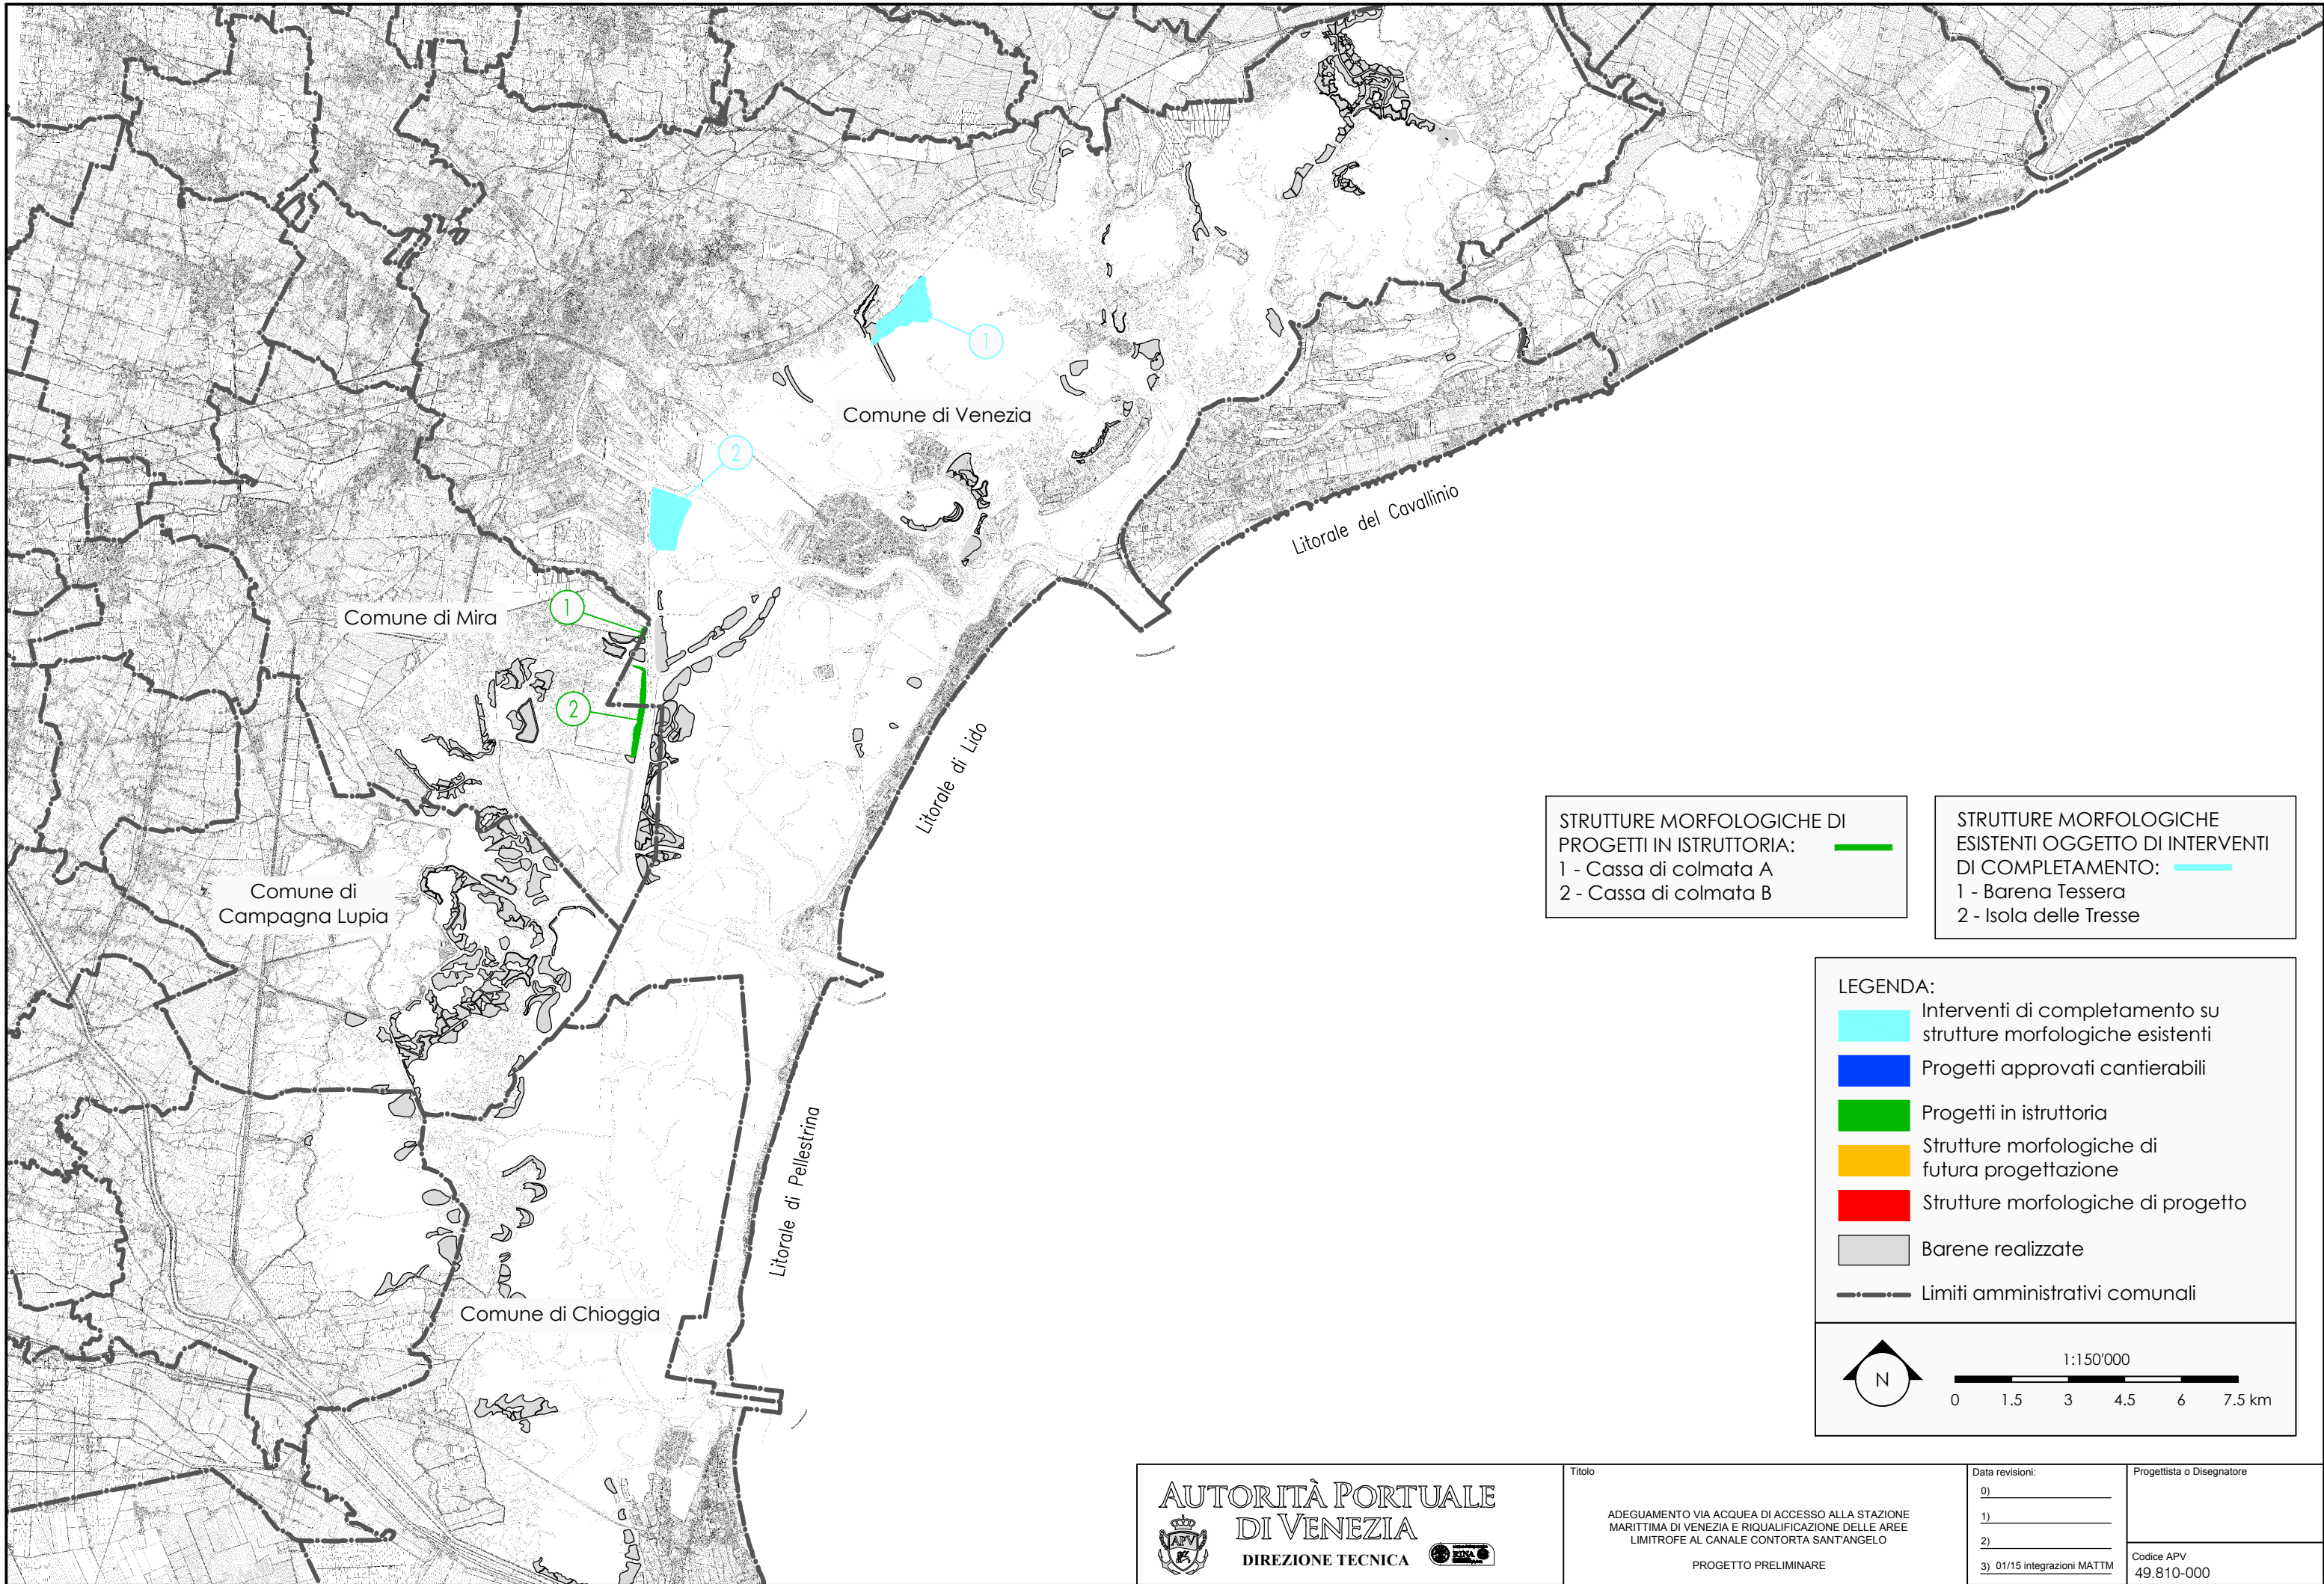 1
Comune di Venezia
2
Litorale del Cavallinio
Comune di Mira
1
2
Litorale di Lido
STRUTTURE MORFOLOGICHE DI
PROGETTI IN ISTRUTTORIA:
1 - Cassa di colmata A
2 - Cassa di colmata B
STRUTTURE MORFOLOGICHE
ESISTENTI OGGETTO DI INTERVENTI
DI COMPLETAMENTO:
1 - Barena Tessera
2 - Isola delle Tresse
Comune di
Campagna Lupia
Litorale di Pellestrina
Comune di Chioggia
LEGENDA:
Interventi di completamento su
strutture morfologiche esistenti
Progetti approvati cantierabili
Progetti in istruttoria
Strutture morfologiche di
futura progettazione
Strutture morfologiche di progetto
Barene realizzate
Limiti amministrativi comunali
N
1:150'000
0 1.5 3 4.5 6 7.5 km
AUTORITÀ PORTUALE
DI VENEZIA
APV
DIREZIONE TECNICA
RINA
Titolo
ADEGUAMENTO VIA ACQUEA DI ACCESSO ALLA STAZIONE
MARITTIMA DI VENEZIA E RIQUALIFICAZIONE DELLE AREE
LIMITROFE AL CANALE CONTORTA SANT'ANGELO
PROGETTO PRELIMINARE
Data revisioni:
0)
1)
2)
3) 01/15 integrazioni MATTM
Progettista o Disegnatore
Codice APV
49.810-000